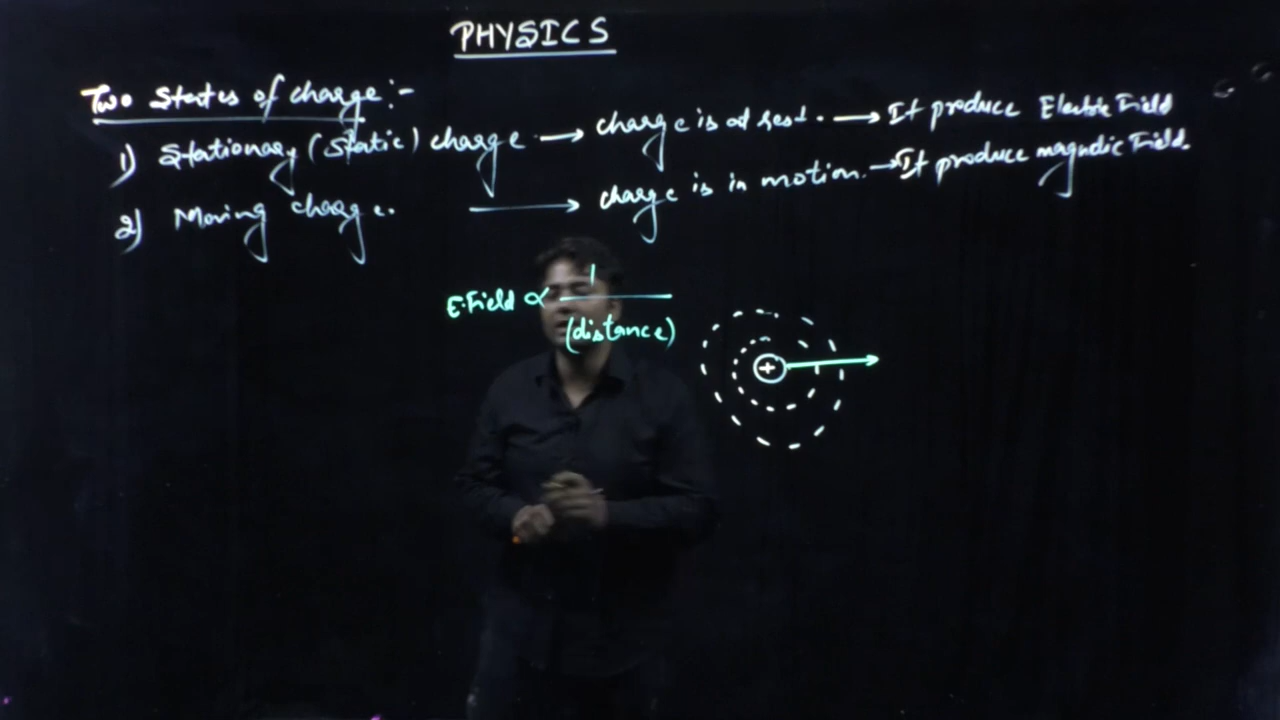 PHYSICS
Two States of charge:-
1) Stationary (Static) charge → charge is at rest. → It produce Electric Field
2) Moving charge. → charge is in motion. → It produce magnetic Field.
E.Field ∝ 1
(distance)
+